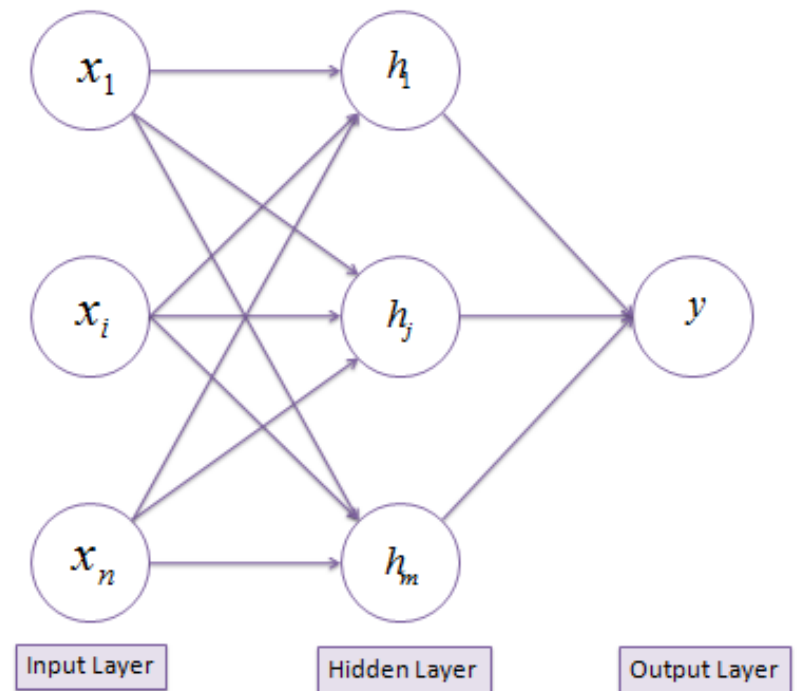 x₁ h₁
xᵢ hⱼ y
xₙ hₘ
Input Layer Hidden Layer Output Layer